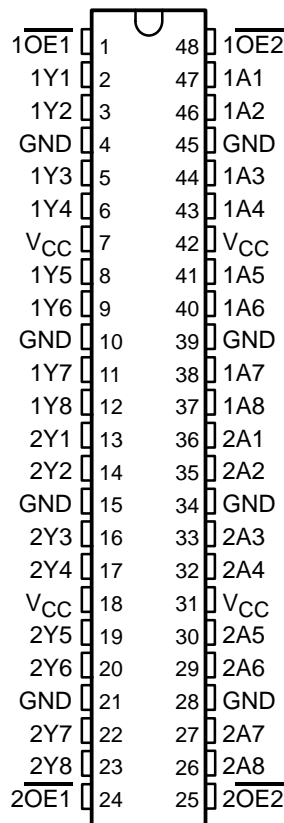 1OE1 1 48 1OE2
1Y1 2 47 1A1
1Y2 3 46 1A2
GND 4 45 GND
1Y3 5 44 1A3
1Y4 6 43 1A4
VCC 7 42 VCC
1Y5 8 41 1A5
1Y6 9 40 1A6
GND 10 39 GND
1Y7 11 38 1A7
1Y8 12 37 1A8
2Y1 13 36 2A1
2Y2 14 35 2A2
GND 15 34 GND
2Y3 16 33 2A3
2Y4 17 32 2A4
VCC 18 31 VCC
2Y5 19 30 2A5
2Y6 20 29 2A6
GND 21 28 GND
2Y7 22 27 2A7
2Y8 23 26 2A8
2OE1 24 25 2OE2